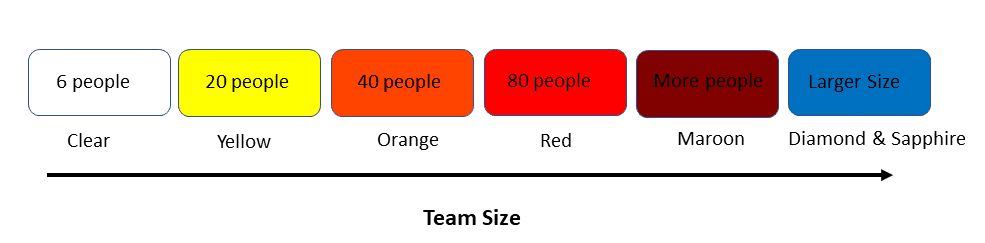 6 people
20 people
40 people
80 people
More people
Larger Size
Clear
Yellow
Orange
Red
Maroon
Diamond & Sapphire
Team Size